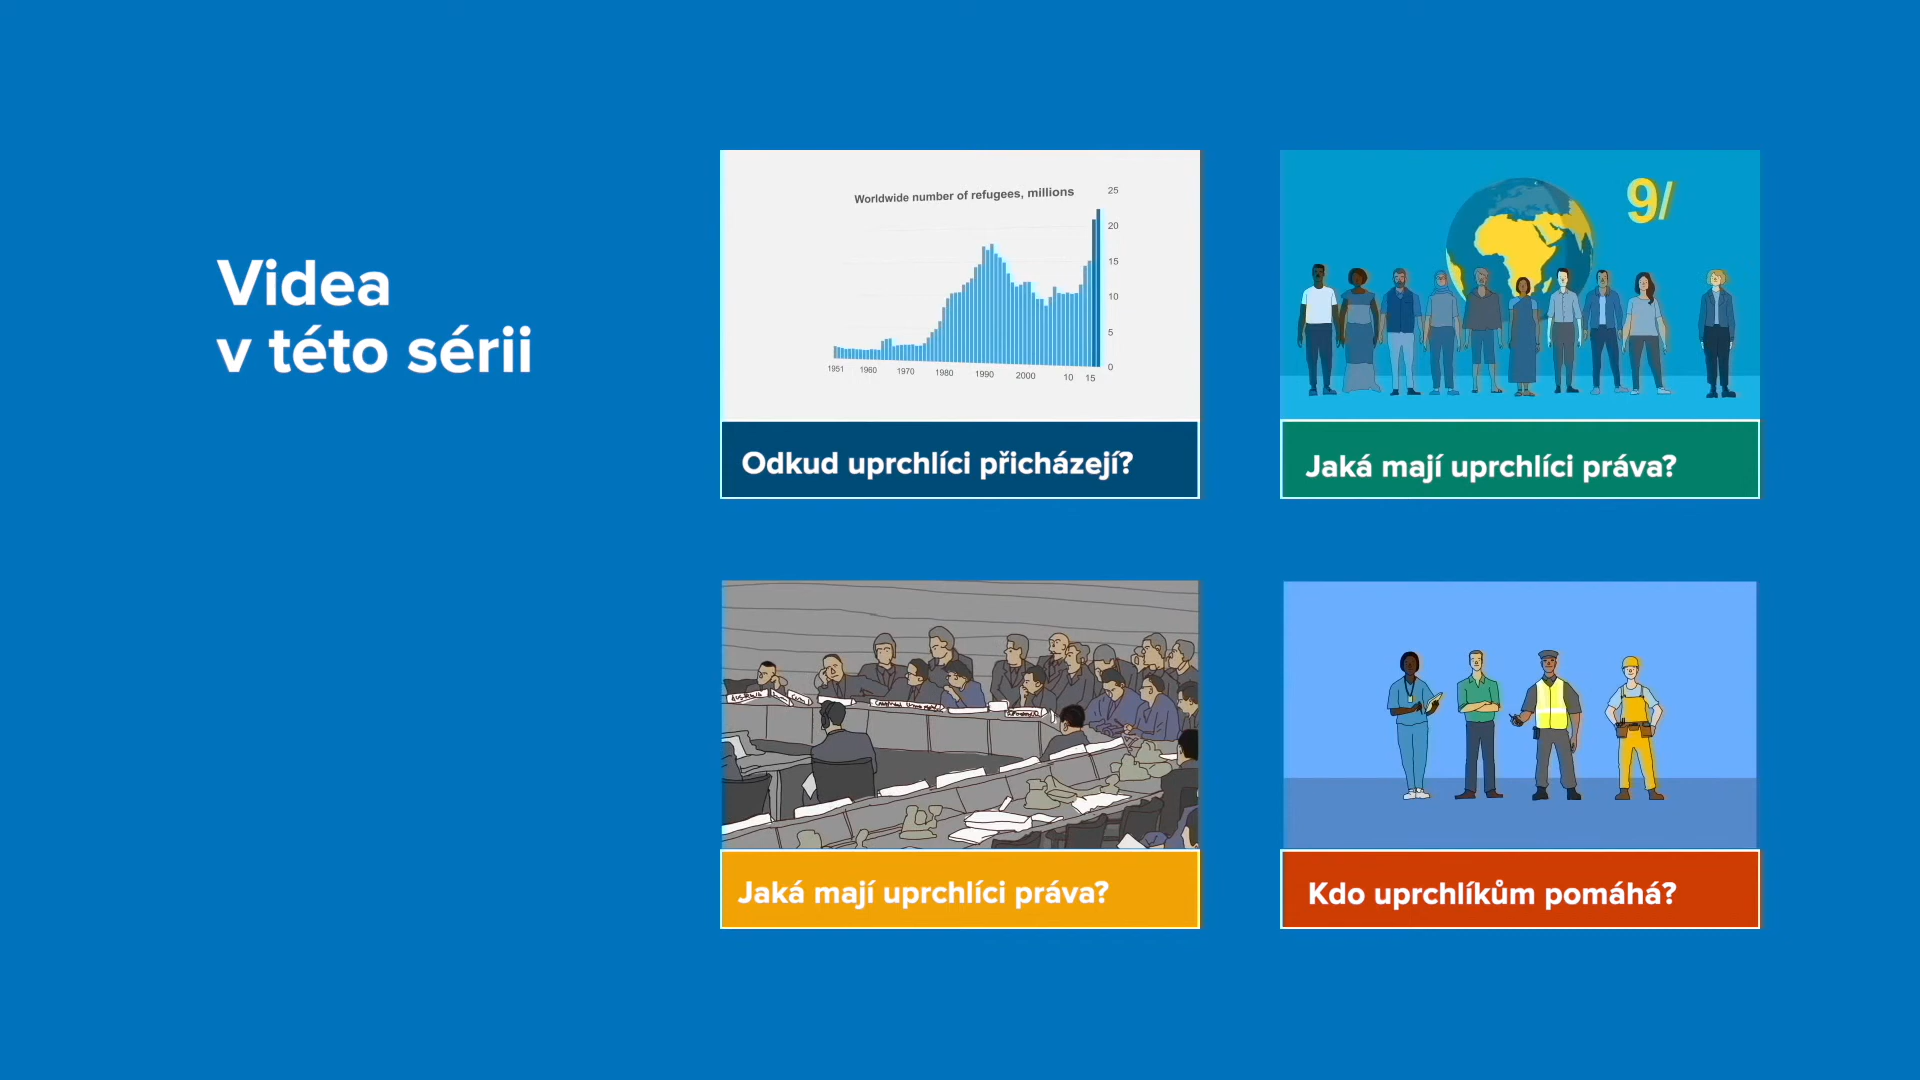 Videa
v této sérii
Worldwide number of refugees, millions
25
20
15
10
5
0
1951 1960 1970 1980 1990 2000 10 15
Odkud uprchlíci přicházejí?
9/
Jaká mají uprchlíci práva?
Jaká mají uprchlíci práva?
Kdo uprchlíkům pomáhá?